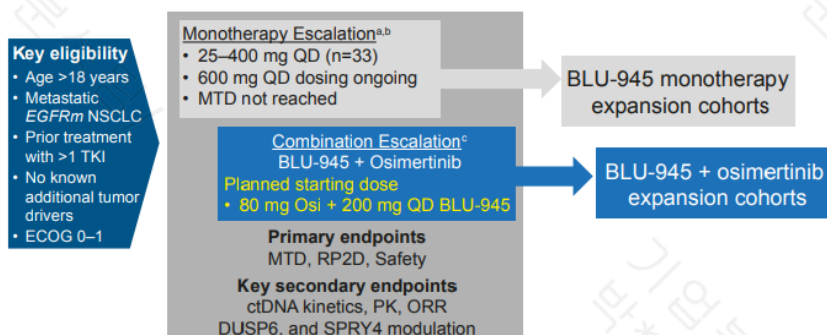 Key eligibility
• Age >18 years
• Metastatic
EGFRm NSCLC
• Prior treatment
with >1 TKI
• No known
additional tumor
drivers
• ECOG 0–1
Monotherapy Escalationa,b
• 25–400 mg QD (n=33)
• 600 mg QD dosing ongoing
• MTD not reached
BLU-945 monotherapy
expansion cohorts
Combination Escalationc
BLU-945 + Osimertinib
Planned starting dose
• 80 mg Osi + 200 mg QD BLU-945
BLU-945 + osimertinib
expansion cohorts
Primary endpoints
MTD, RP2D, Safety
Key secondary endpoints
ctDNA kinetics, PK, ORR
DUSP6, and SPRY4 modulation